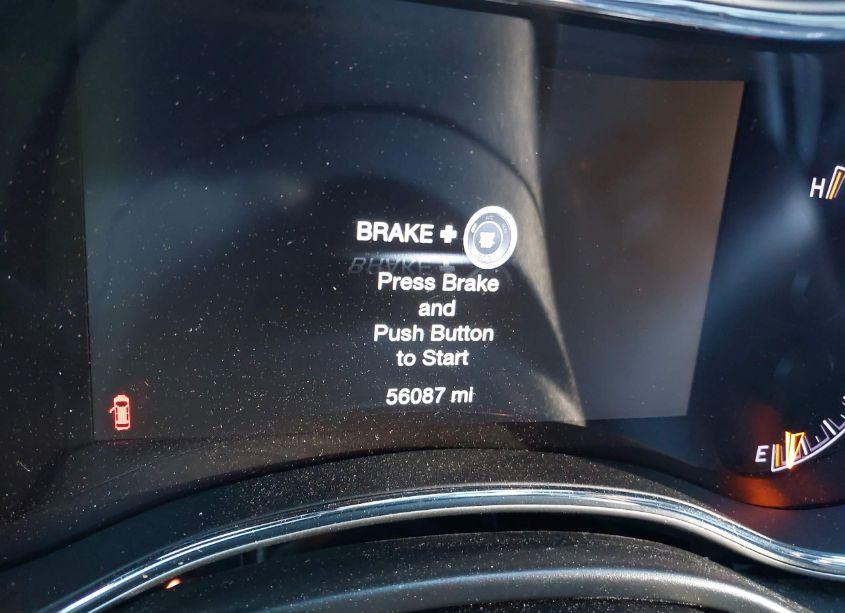 H
BRAKE +
Press Brake
and
Push Button
to Start
56087 mi
E